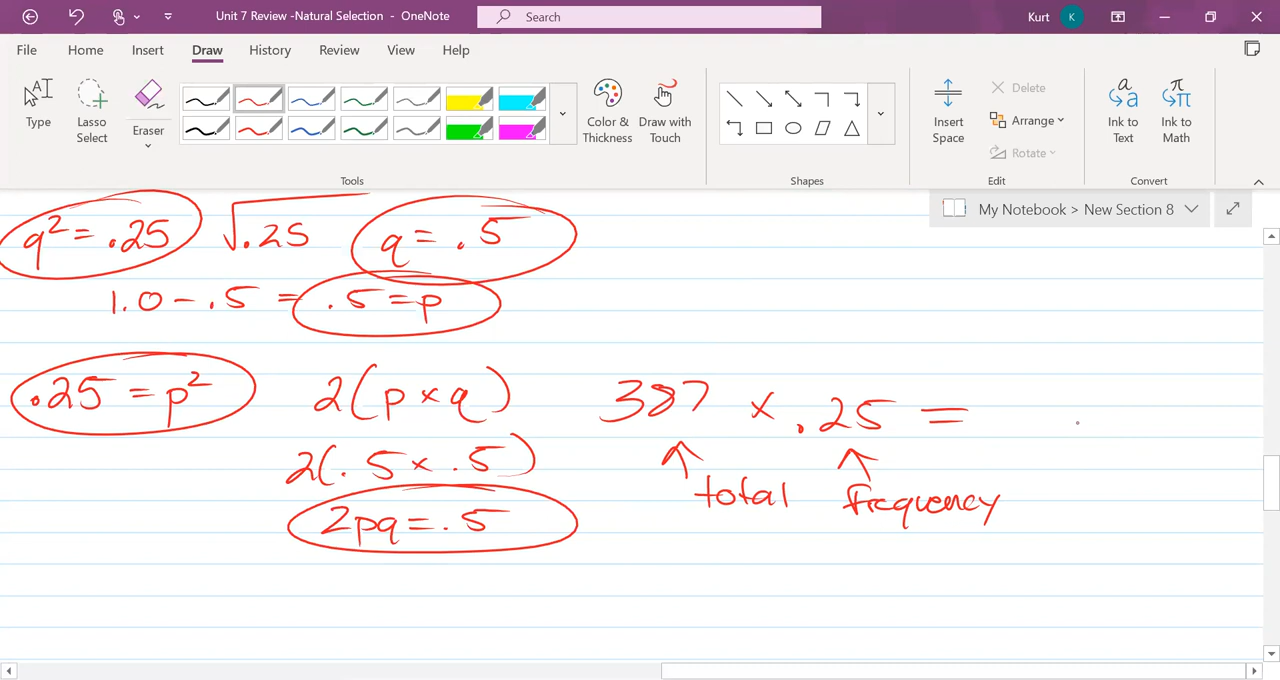 Unit 7 Review -Natural Selection - OneNote
Search
Kurt
K
File Home Insert Draw History Review View Help
Type
Lasso Select
Eraser
Color & Thickness
Draw with Touch
Insert Space
Delete
Arrange
Rotate
Ink to Text
Ink to Math
Tools
Shapes
Edit
Convert
My Notebook > New Section 8
q² = .25 √.25 q = .5
1.0 - .5 = .5 = p
.25 = p² 2(p x q) 387 x .25 =
2(.5 x .5) total frequency
2pq = .5